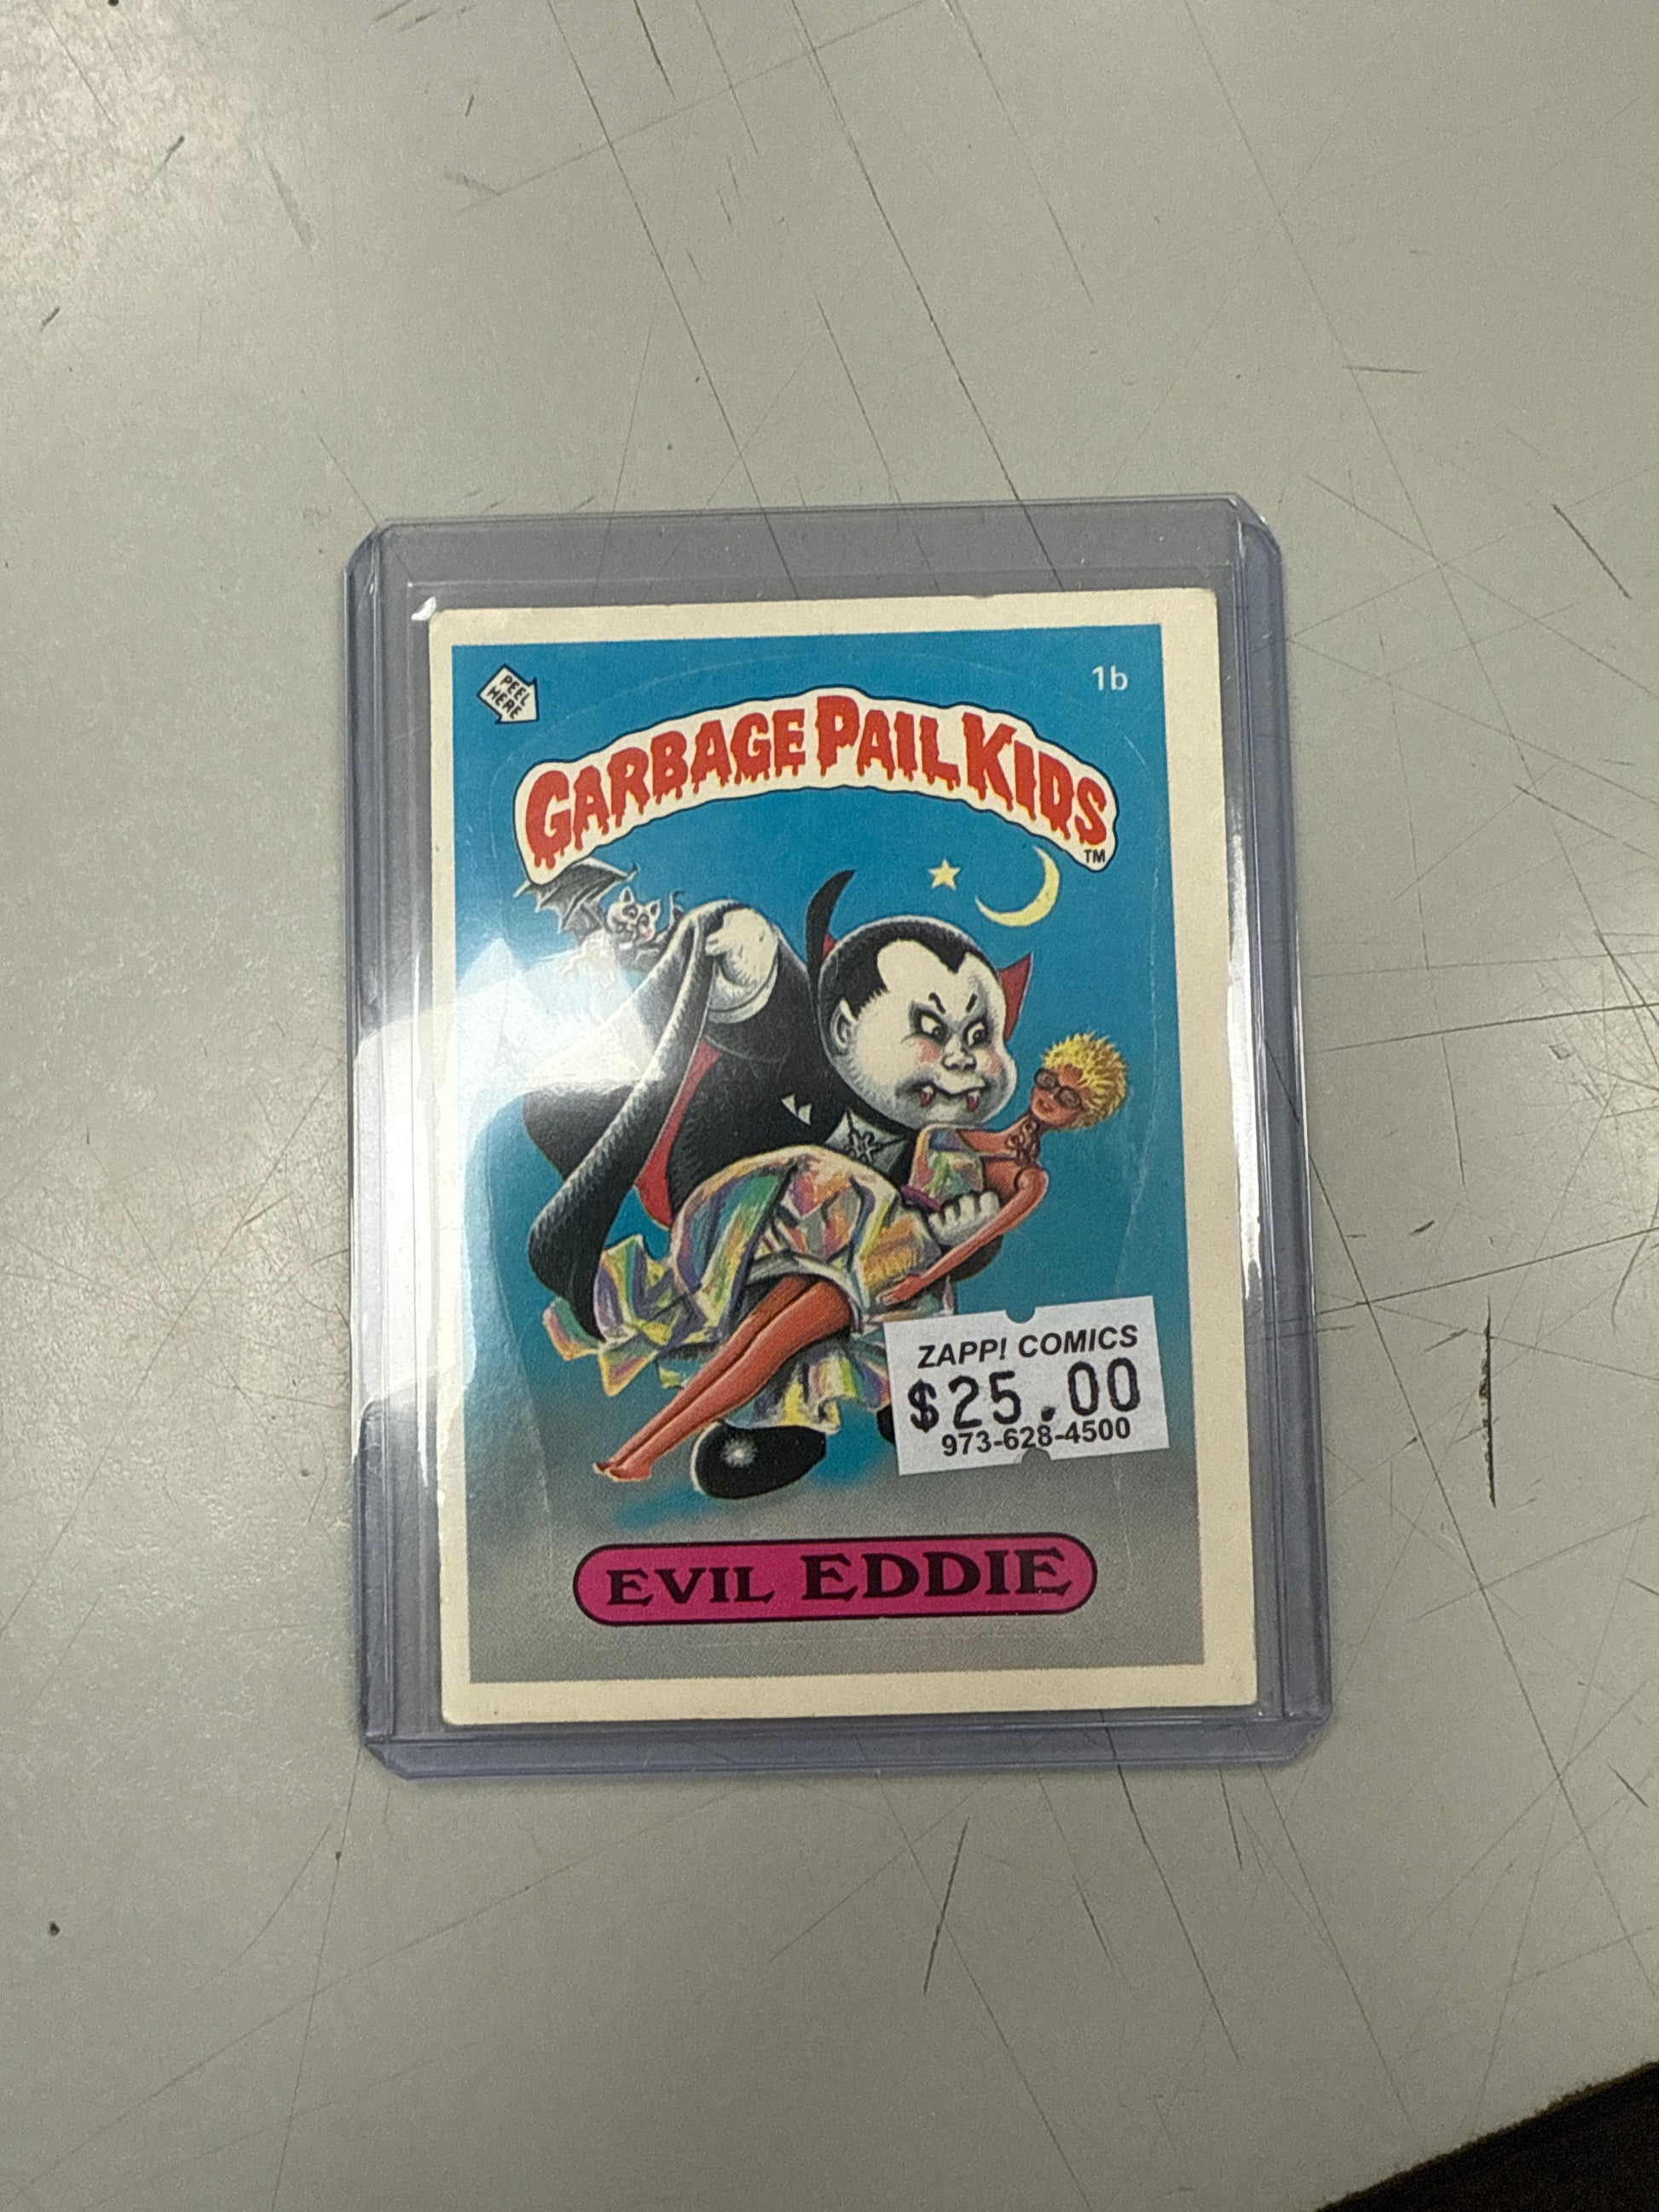 PEEL
HERE
1b
GARBAGE PAIL KIDS
TM
ZAPP! COMICS
$25.00
973-628-4500
EVIL EDDIE